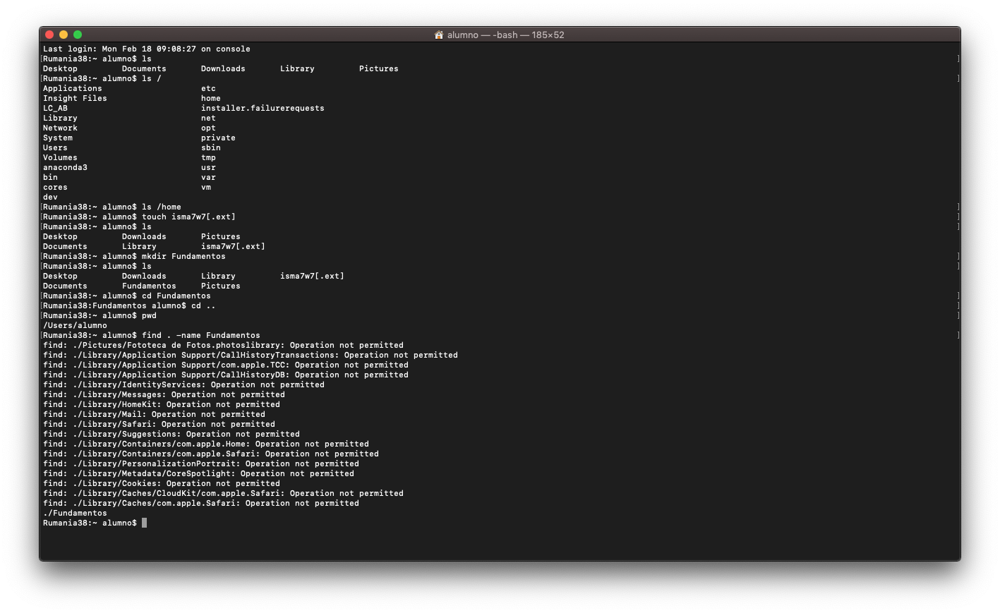 alumno — -bash — 185×52
Last login: Mon Feb 18 09:08:27 on console
[Rumania38:~ alumno$ ls ]
Desktop Documents Downloads Library Pictures
[Rumania38:~ alumno$ ls / ]
Applications etc
Insight Files home
LC_AB installer.failurerequests
Library net
Network opt
System private
Users sbin
Volumes tmp
anaconda3 usr
bin var
cores vm
dev
[Rumania38:~ alumno$ ls /home ]
[Rumania38:~ alumno$ touch isma7w7[.ext] ]
[Rumania38:~ alumno$ ls ]
Desktop Downloads Pictures
Documents Library isma7w7[.ext]
[Rumania38:~ alumno$ mkdir Fundamentos ]
[Rumania38:~ alumno$ ls ]
Desktop Downloads Library isma7w7[.ext]
Documents Fundamentos Pictures
[Rumania38:~ alumno$ cd Fundamentos ]
[Rumania38:Fundamentos alumno$ cd .. ]
[Rumania38:~ alumno$ pwd ]
/Users/alumno
[Rumania38:~ alumno$ find . –name Fundamentos ]
find: ./Pictures/Fototeca de Fotos.photoslibrary: Operation not permitted
find: ./Library/Application Support/CallHistoryTransactions: Operation not permitted
find: ./Library/Application Support/com.apple.TCC: Operation not permitted
find: ./Library/Application Support/CallHistoryDB: Operation not permitted
find: ./Library/IdentityServices: Operation not permitted
find: ./Library/Messages: Operation not permitted
find: ./Library/HomeKit: Operation not permitted
find: ./Library/Mail: Operation not permitted
find: ./Library/Safari: Operation not permitted
find: ./Library/Suggestions: Operation not permitted
find: ./Library/Containers/com.apple.Home: Operation not permitted
find: ./Library/Containers/com.apple.Safari: Operation not permitted
find: ./Library/PersonalizationPortrait: Operation not permitted
find: ./Library/Metadata/CoreSpotlight: Operation not permitted
find: ./Library/Cookies: Operation not permitted
find: ./Library/Caches/CloudKit/com.apple.Safari: Operation not permitted
find: ./Library/Caches/com.apple.Safari: Operation not permitted
./Fundamentos
Rumania38:~ alumno$